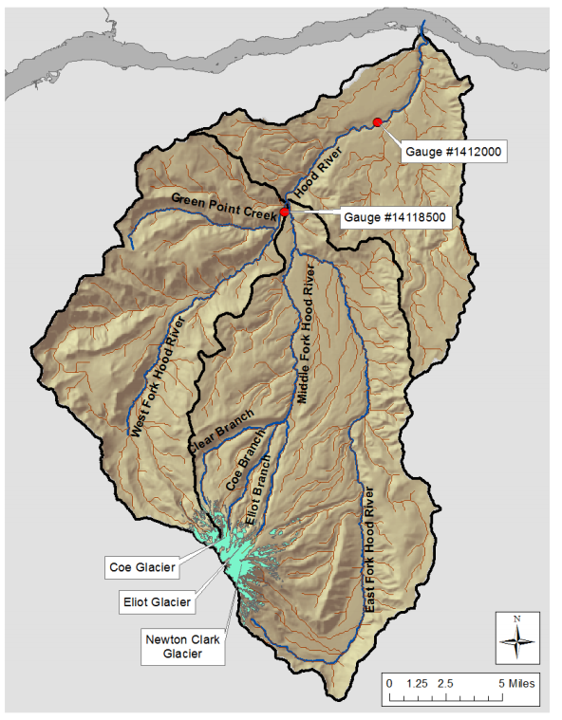 Gauge #1412000
Hood River
Green Point Creek
Gauge #14118500
Middle Fork Hood River
West Fork Hood River
Clear Branch
Coe Branch
Eliot Branch
East Fork Hood River
Coe Glacier
Eliot Glacier
Newton Clark
Glacier
N
0 1.25 2.5 5 Miles